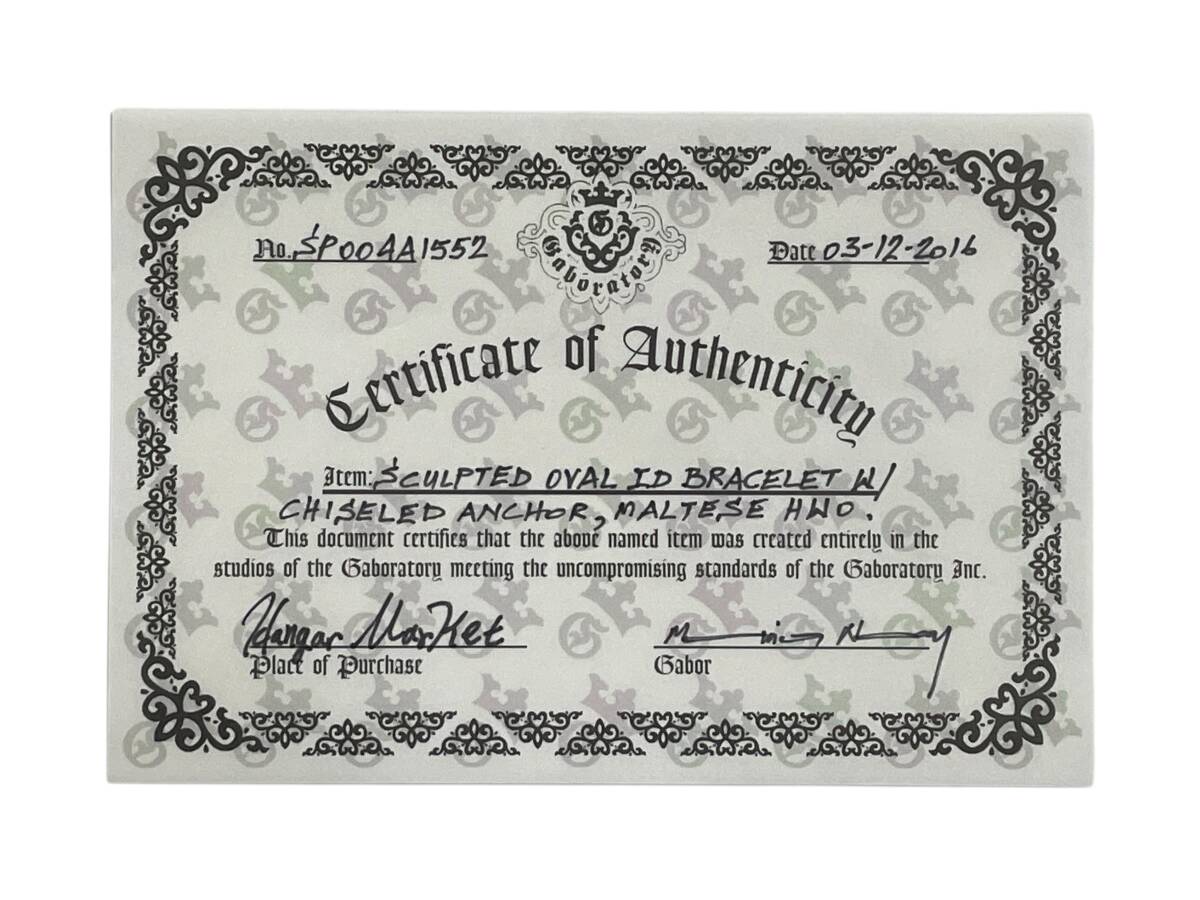 No. SP004A1552
G
Gaboratory
Date 03-12-2016
Certificate of Authenticity
Item: SCULPTED OVAL ID BRACELET W/
CHISELED ANCHOR, MALTESE HWO.
This document certifies that the above named item was created entirely in the
studios of the Gaboratory meeting the uncompromising standards of the Gaboratory Inc.
Hangar Market
Place of Purchase
Gabor